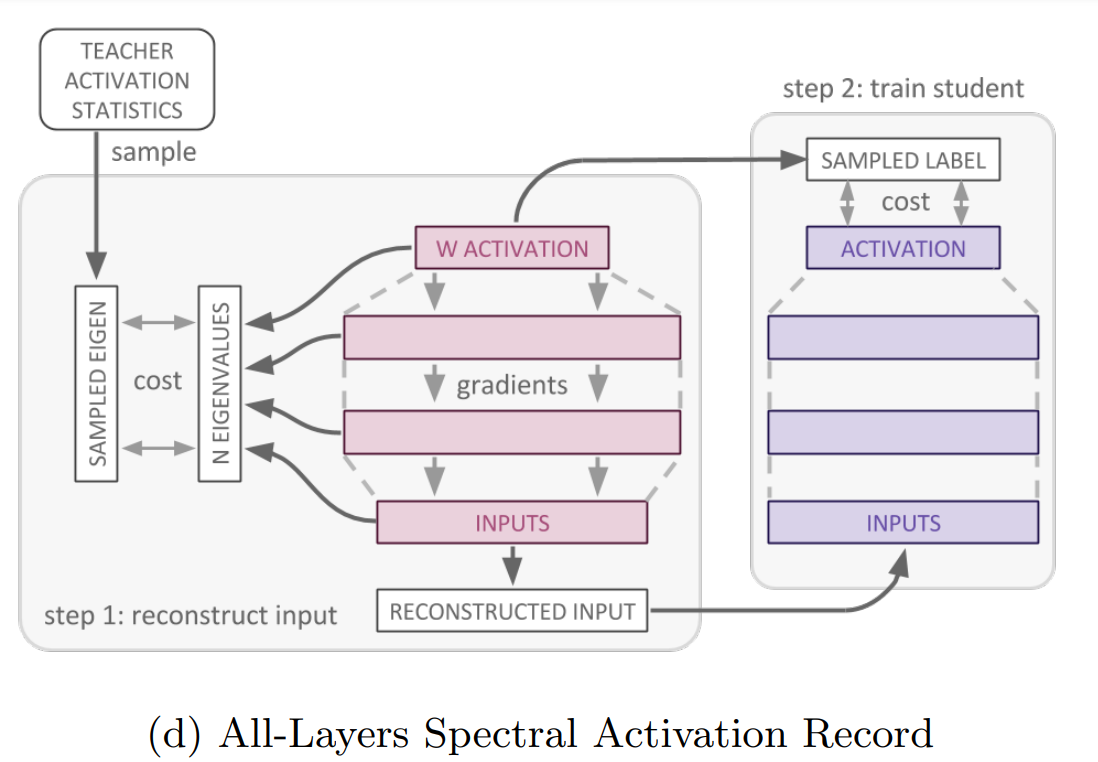 TEACHER
ACTIVATION
STATISTICS
sample
step 2: train student
SAMPLED LABEL
cost
ACTIVATION
W ACTIVATION
SAMPLED EIGEN
cost
N EIGENVALUES
gradients
INPUTS
INPUTS
RECONSTRUCTED INPUT
step 1: reconstruct input
(d) All-Layers Spectral Activation Record